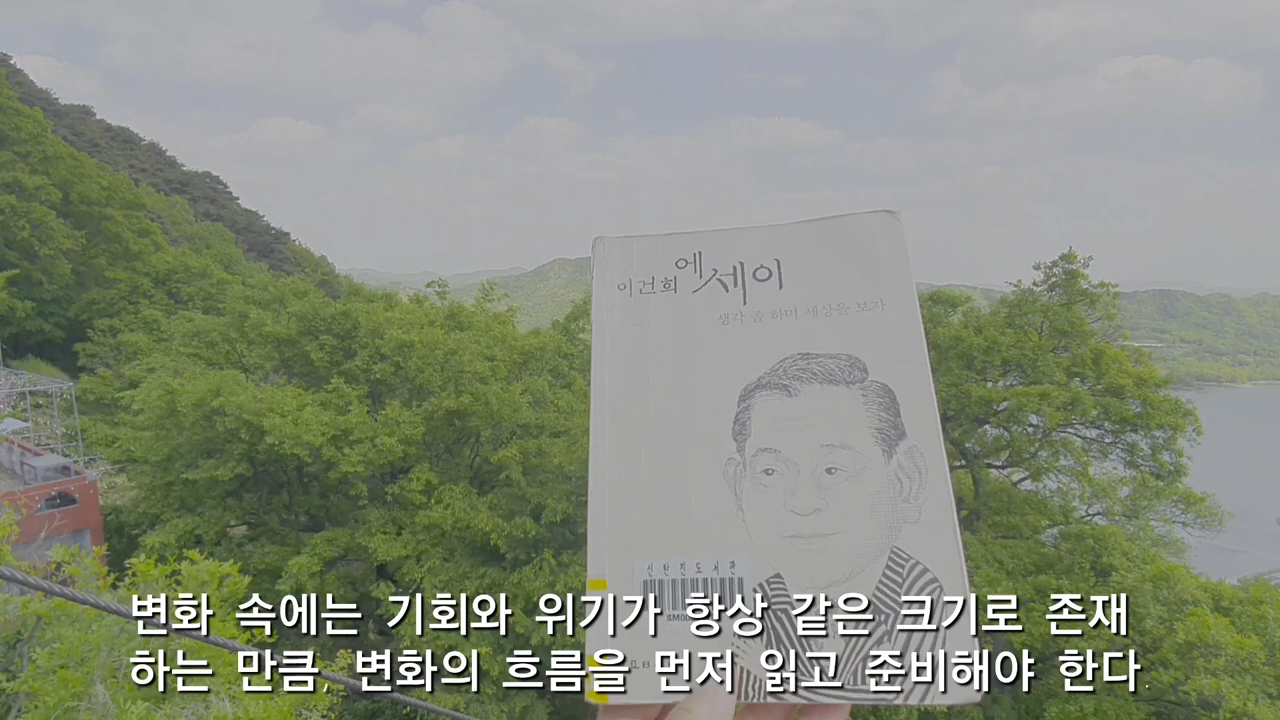 이건희 에세이
생각 좀 하며 세상을 보자
신탄진도서관
변화 속에는 기회와 위기가 항상 같은 크기로 존재
하는 만큼, 변화의 흐름을 먼저 읽고 준비해야 한다.